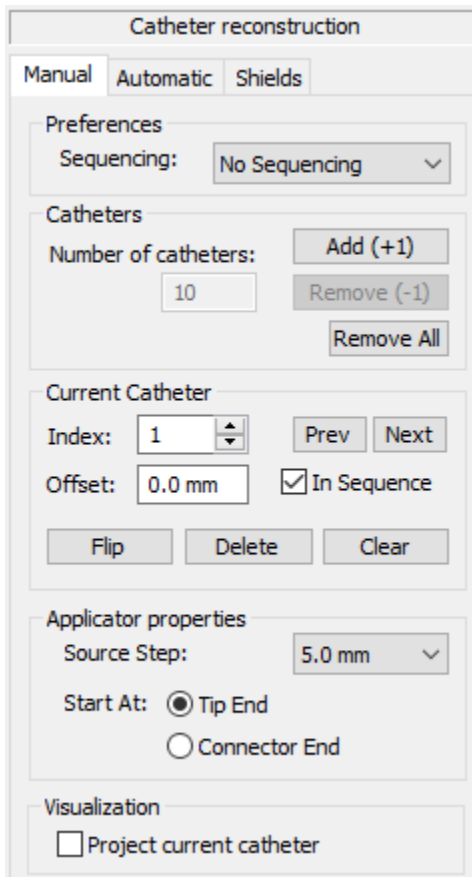 Catheter reconstruction
Manual Automatic Shields
Preferences
Sequencing: No Sequencing
Catheters
Number of catheters: Add (+1)
10 Remove (-1)
Remove All
Current Catheter
Index: 1 Prev Next
Offset: 0.0 mm In Sequence
Flip Delete Clear
Applicator properties
Source Step: 5.0 mm
Start At: Tip End
Connector End
Visualization
Project current catheter